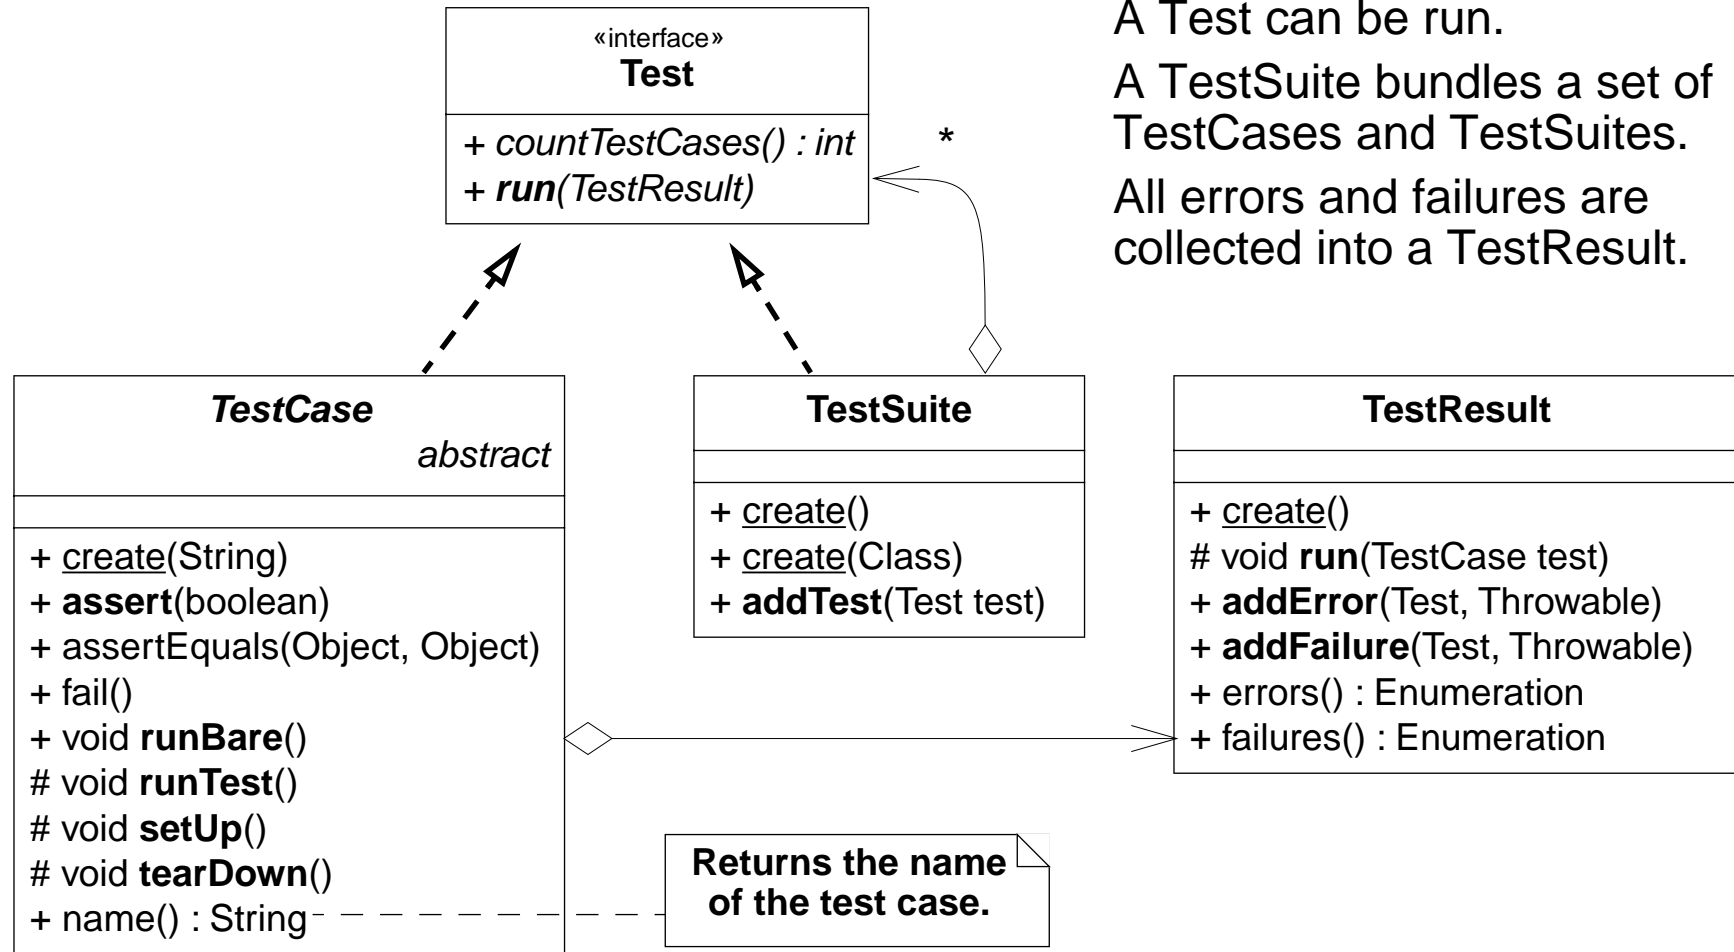 «interface»
Test
+ countTestCases() : int
+ run(TestResult)
*
A Test can be run.
A TestSuite bundles a set of
TestCases and TestSuites.
All errors and failures are
collected into a TestResult.
TestCase
abstract
+ create(String)
+ assert(boolean)
+ assertEquals(Object, Object)
+ fail()
+ void runBare()
# void runTest()
# void setUp()
# void tearDown()
+ name() : String
TestSuite
+ create()
+ create(Class)
+ addTest(Test test)
TestResult
+ create()
# void run(TestCase test)
+ addError(Test, Throwable)
+ addFailure(Test, Throwable)
+ errors() : Enumeration
+ failures() : Enumeration
Returns the name
of the test case.